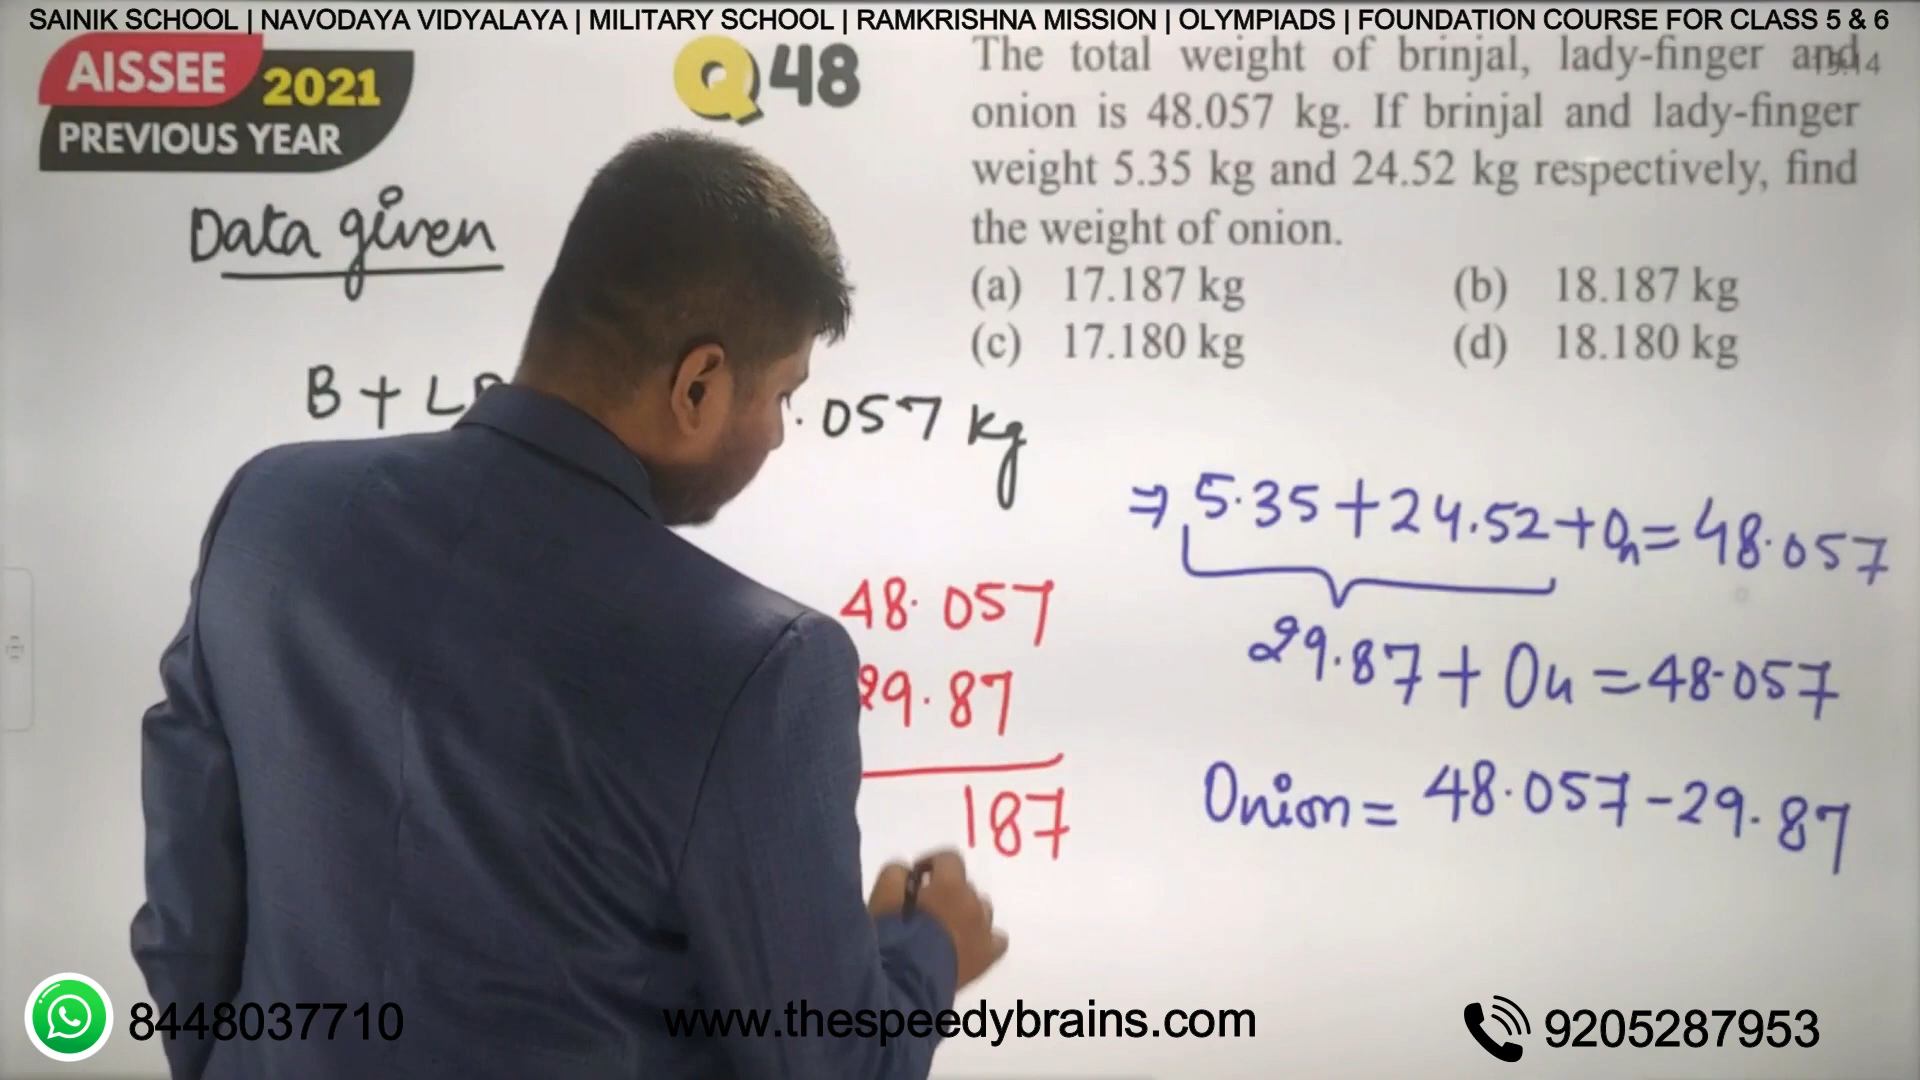 SAINIK SCHOOL | NAVODAYA VIDYALAYA | MILITARY SCHOOL | RAMKRISHNA MISSION | OLYMPIADS | FOUNDATION COURSE FOR CLASS 5 & 6
AISSEE 2021
PREVIOUS YEAR
Q 48
The total weight of brinjal, lady-finger and
onion is 48.057 kg. If brinjal and lady-finger
weight 5.35 kg and 24.52 kg respectively, find
the weight of onion.
(a) 17.187 kg (b) 18.187 kg
(c) 17.180 kg (d) 18.180 kg
Data given
B + L .057 kg
⇒ 5.35 + 24.52 + On = 48.057
29.87 + On = 48.057
Onion = 48.057 - 29.87
48.057
29.87
187
8448037710
www.thespeedybrains.com
9205287953